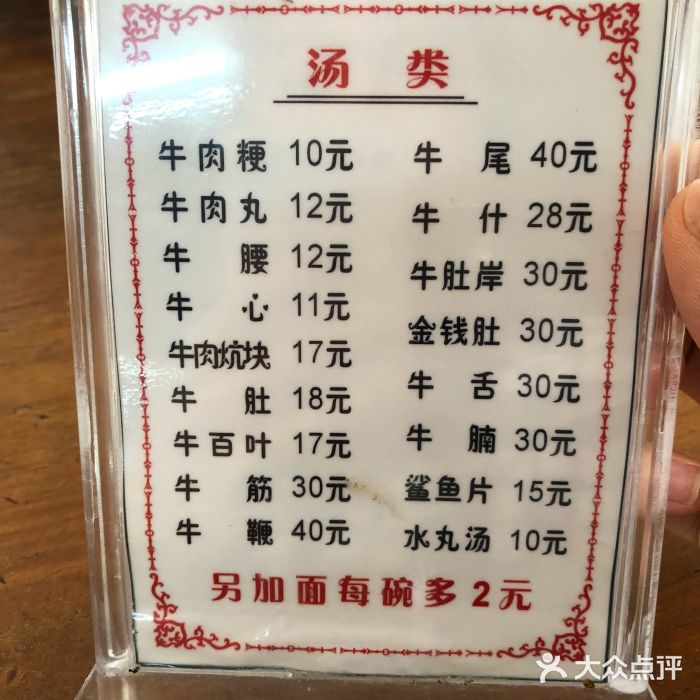 汤 类
牛肉粳 10元
牛肉丸 12元
牛 腰 12元
牛 心 11元
牛肉炕块 17元
牛 肚 18元
牛百叶 17元
牛 筋 30元
牛 鞭 40元
牛 尾 40元
牛 什 28元
牛肚岸 30元
金钱肚 30元
牛 舌 30元
牛 腩 30元
鲨鱼片 15元
水丸汤 10元
另加面每碗多2元
大众点评